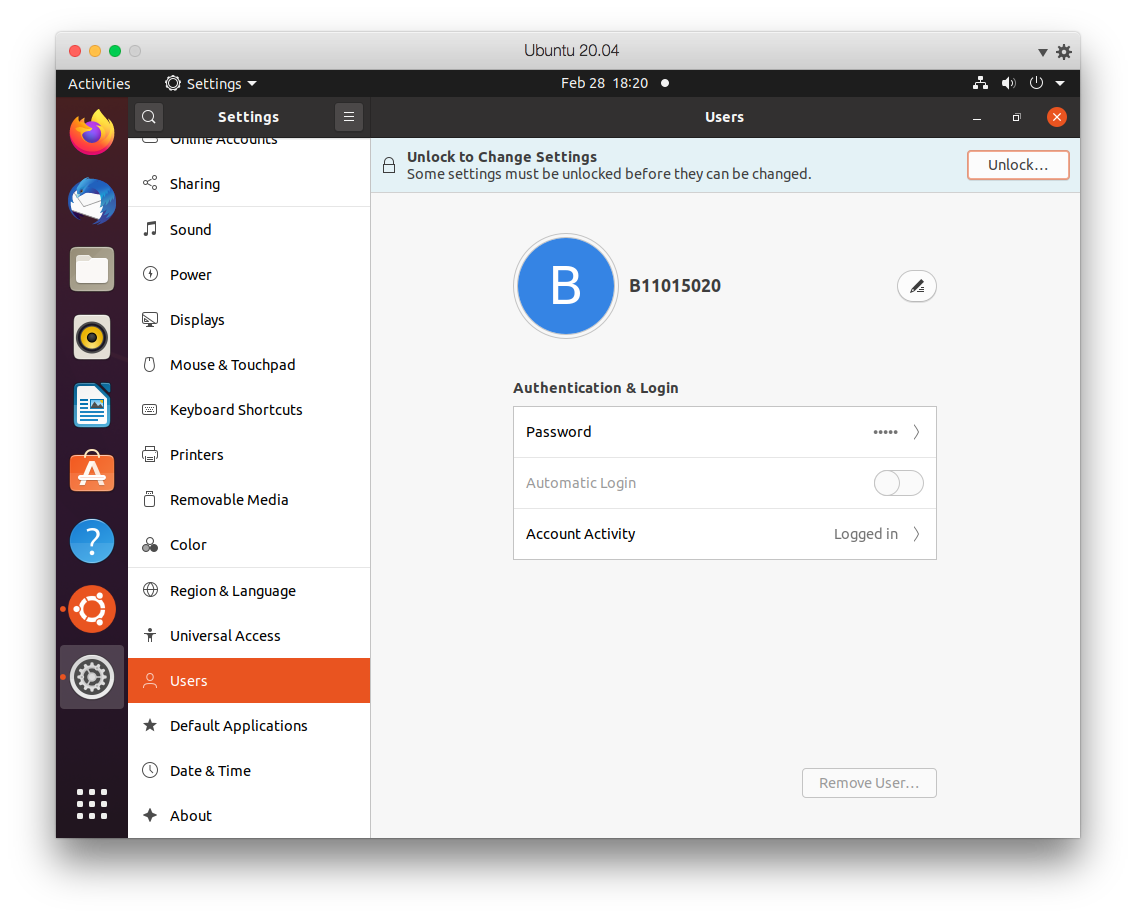 Ubuntu 20.04
Activities
Settings
Feb 28 18:20
Settings
Users
Online Accounts
Sharing
Sound
Power
Displays
Mouse & Touchpad
Keyboard Shortcuts
Printers
Removable Media
Color
Region & Language
Universal Access
Users
Default Applications
Date & Time
About
Unlock to Change Settings
Some settings must be unlocked before they can be changed.
Unlock…
B
B11015020
Authentication & Login
Password •••••
Automatic Login
Account Activity Logged in
Remove User…